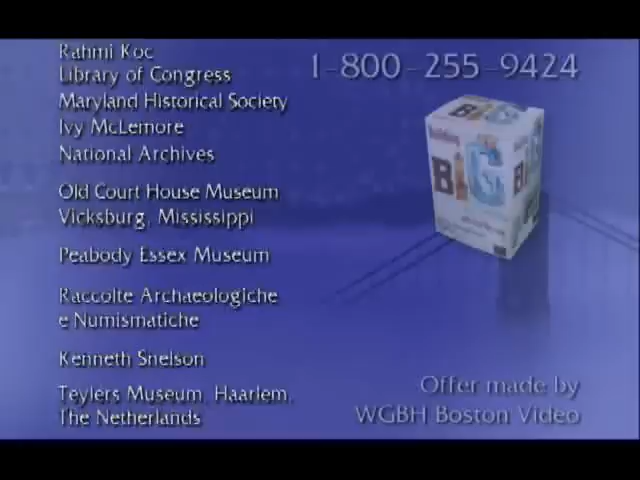 Rahmi Koc
Library of Congress
Maryland Historical Society
Ivy McLemore
National Archives
Old Court House Museum
Vicksburg, Mississippi
Peabody Essex Museum
Raccolte Archaeologiche
e Numismatiche
Kenneth Snelson
Teylers Museum, Haarlem,
The Netherlands
1-800-255-9424
Building
BIG
Offer made by
WGBH Boston Video